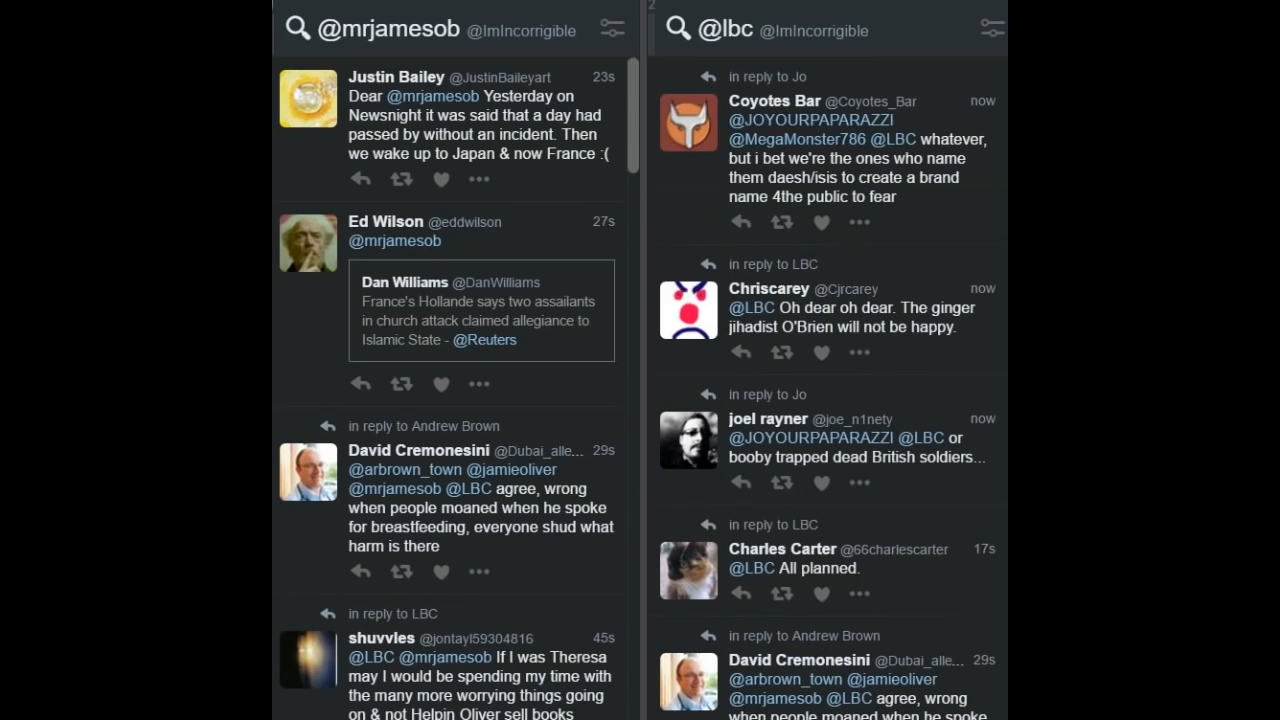 @mrjamesob @ImIncorrigible
Justin Bailey @JustinBaileyart 23s
Dear @mrjamesob Yesterday on
Newsnight it was said that a day had
passed by without an incident. Then
we wake up to Japan & now France :(
Ed Wilson @eddwilson 27s
@mrjamesob
Dan Williams @DanWilliams
France's Hollande says two assailants
in church attack claimed allegiance to
Islamic State - @Reuters
in reply to Andrew Brown
David Cremonesini @Dubai_alle... 29s
@arbrown_town @jamieoliver
@mrjamesob @LBC agree, wrong
when people moaned when he spoke
for breastfeeding, everyone shud what
harm is there
in reply to LBC
shuvvles @jontayl59304816 45s
@LBC @mrjamesob If I was Theresa
may I would be spending my time with
the many more worrying things going
on & not Helpin Oliver sell books
2
@lbc @ImIncorrigible
in reply to Jo
Coyotes Bar @Coyotes_Bar now
@JOYOURPAPARAZZI
@MegaMonster786 @LBC whatever,
but i bet we're the ones who name
them daesh/isis to create a brand
name 4the public to fear
in reply to LBC
Chriscarey @Cjrcarey now
@LBC Oh dear oh dear. The ginger
jihadist O'Brien will not be happy.
in reply to Jo
joel rayner @joe_n1nety now
@JOYOURPAPARAZZI @LBC or
booby trapped dead British soldiers...
in reply to LBC
Charles Carter @66charlescarter 17s
@LBC All planned.
in reply to Andrew Brown
David Cremonesini @Dubai_alle... 29s
@arbrown_town @jamieoliver
@mrjamesob @LBC agree, wrong
when people moaned when he spoke